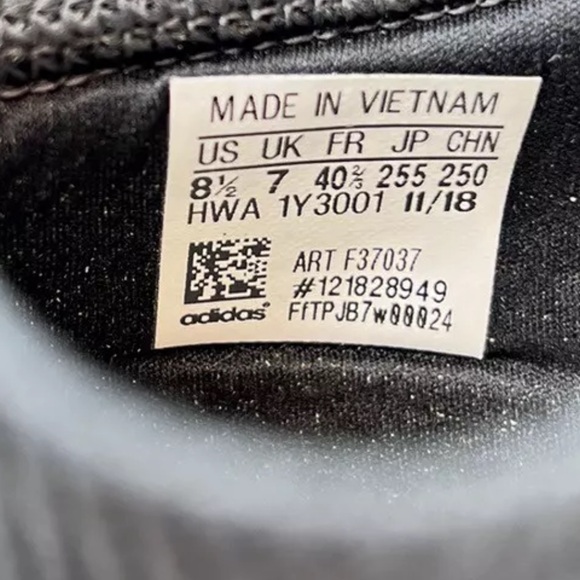 MADE IN VIETNAM
US UK FR JP CHN
8½ 7 40⅔ 255 250
HWA 1Y3001 11/18
ART F37037
#121828949
adidas® FfTPJB7w00024